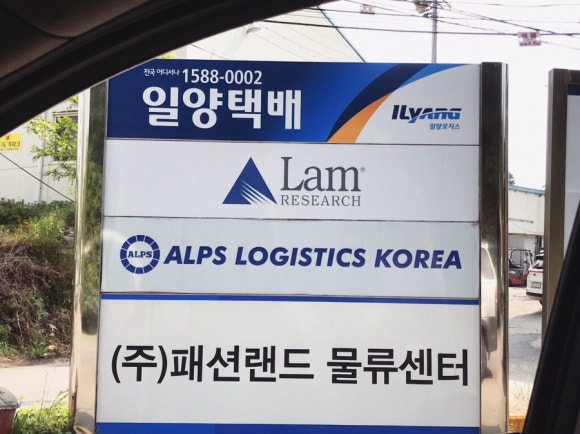 전국 어디서나 1588-0002
일양택배
ILYANG
일양로지스
Lam®
RESEARCH
ALPS
ALPS LOGISTICS KOREA
(주)패션랜드 물류센터